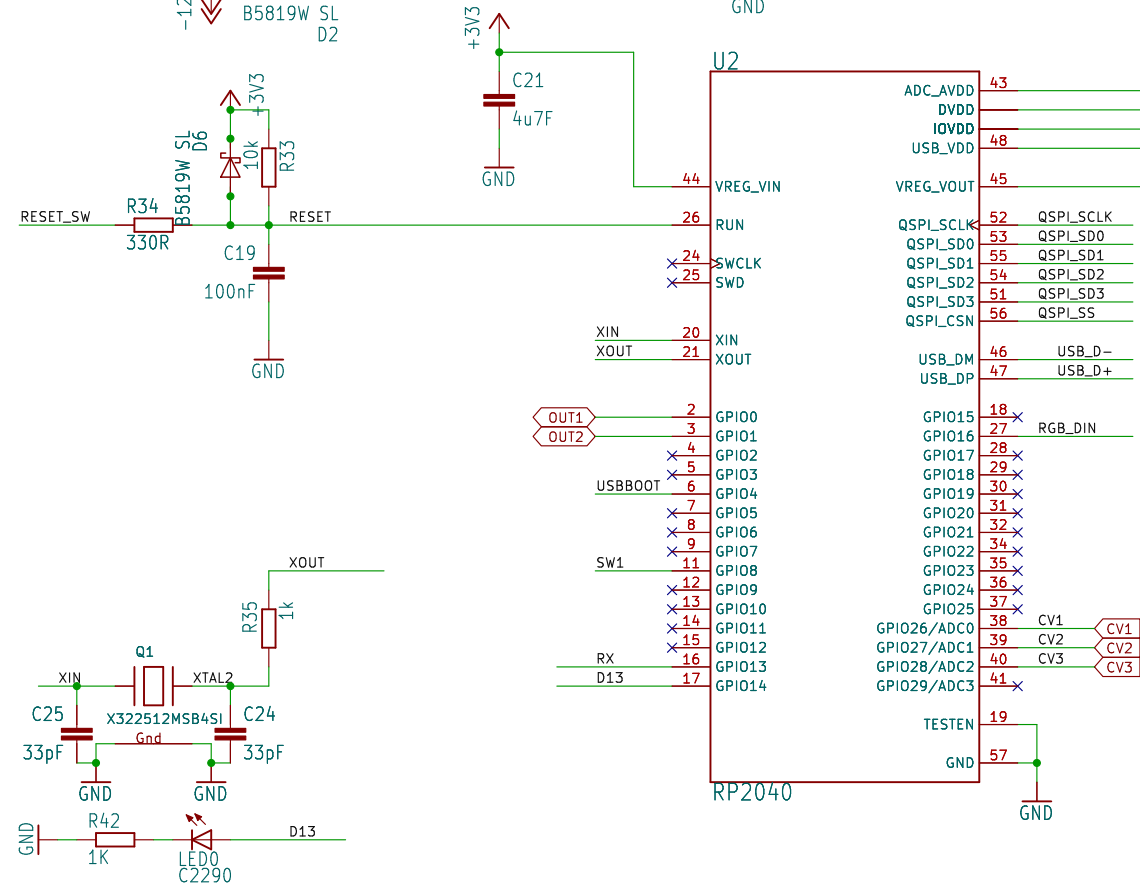 -12
B5819W SL
D2
+3V3
GND
C21
4u7F
GND
+3V3
B5819W SL
D6
10k
R33
RESET_SW
R34
330R
RESET
C19
100nF
GND
U2
44 VREG_VIN
26 RUN
24 SWCLK
25 SWD
XIN 20 XIN
XOUT 21 XOUT
OUT1 2 GPIO0
OUT2 3 GPIO1
4 GPIO2
5 GPIO3
USBBOOT 6 GPIO4
7 GPIO5
8 GPIO6
9 GPIO7
SW1 11 GPIO8
12 GPIO9
13 GPIO10
14 GPIO11
15 GPIO12
RX 16 GPIO13
D13 17 GPIO14
ADC_AVDD 43
DVDD
IOVDD
USB_VDD 48
VREG_VOUT 45
QSPI_SCLK 52 QSPI_SCLK
QSPI_SD0 53 QSPI_SD0
QSPI_SD1 55 QSPI_SD1
QSPI_SD2 54 QSPI_SD2
QSPI_SD3 51 QSPI_SD3
QSPI_CSN 56 QSPI_SS
USB_DM 46 USB_D-
USB_DP 47 USB_D+
GPIO15 18
GPIO16 27 RGB_DIN
GPIO17 28
GPIO18 29
GPIO19 30
GPIO20 31
GPIO21 32
GPIO22 34
GPIO23 35
GPIO24 36
GPIO25 37
GPIO26/ADC0 38 CV1 CV1
GPIO27/ADC1 39 CV2 CV2
GPIO28/ADC2 40 CV3 CV3
GPIO29/ADC3 41
TESTEN 19
GND 57
RP2040
GND
XOUT
R35
1k
Q1
XIN
XTAL2
C25
X322512MSB4SI
C24
33pF
Gnd
33pF
GND
GND
GND
R42
1K
D13
LED0
C2290